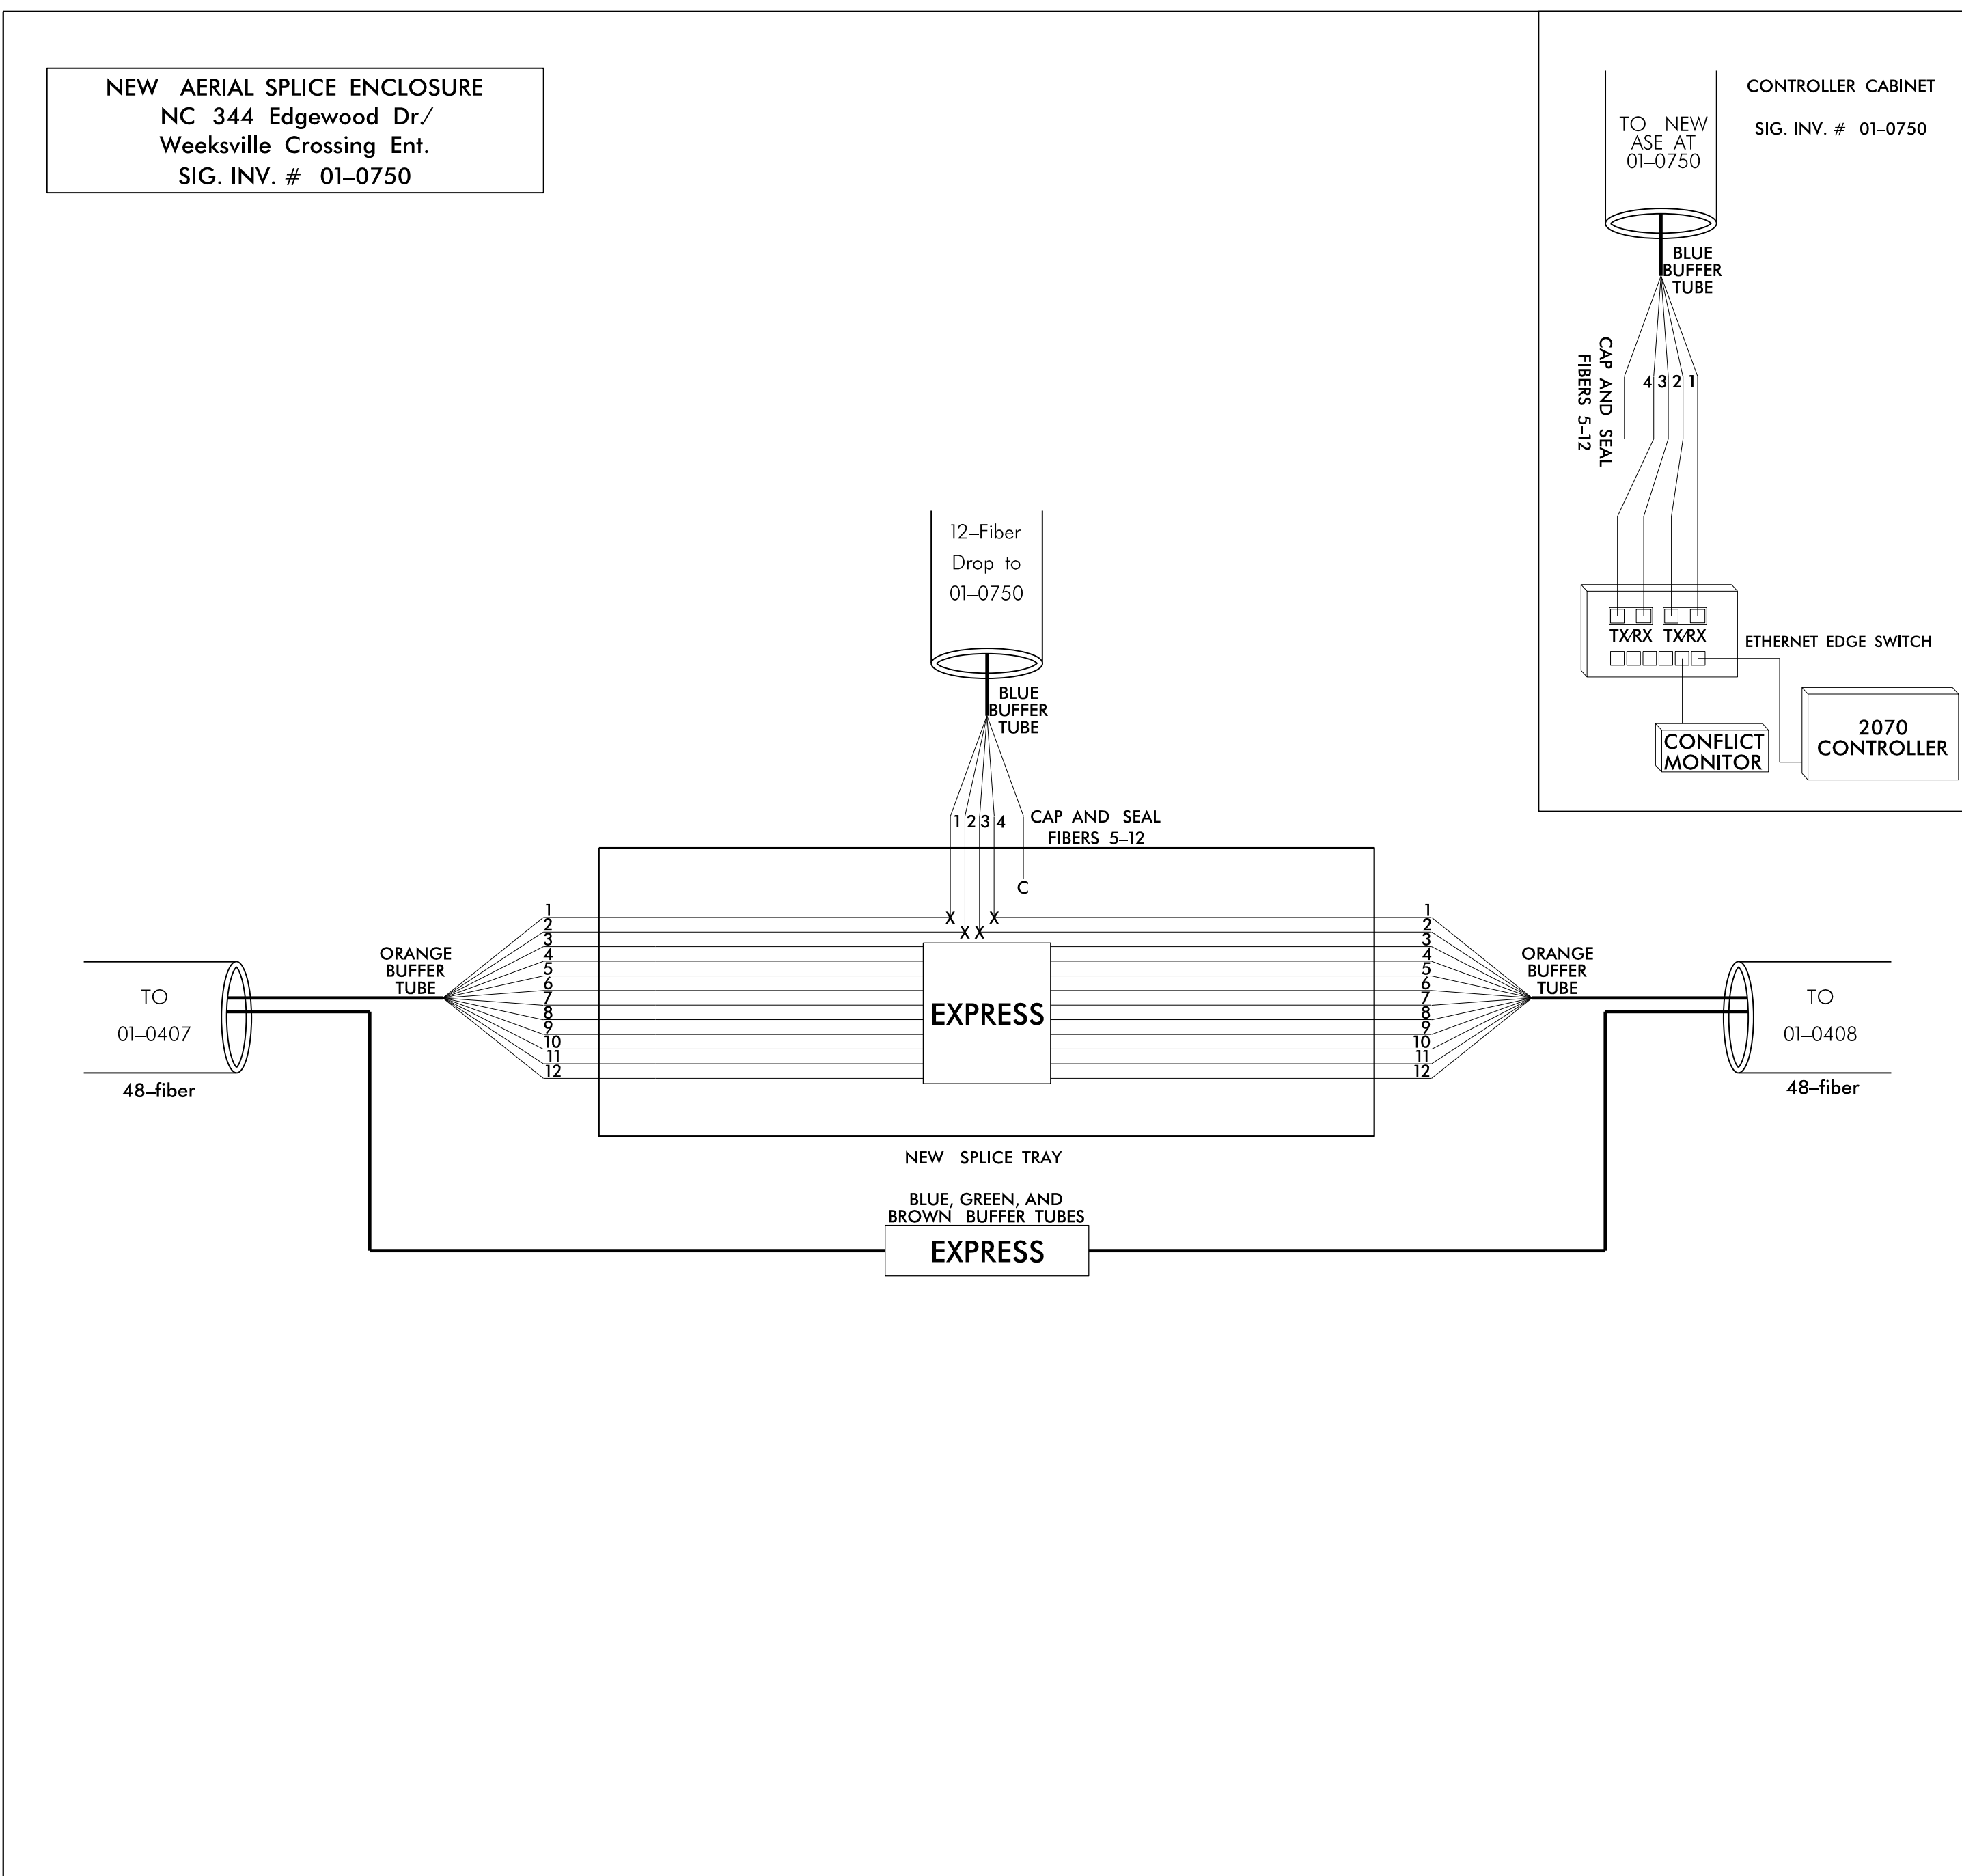 NEW AERIAL SPLICE ENCLOSURE
NC 344 Edgewood Dr./
Weeksville Crossing Ent.
SIG. INV. # 01-0750
CONTROLLER CABINET
SIG. INV. # 01-0750
TO NEW
ASE AT
01-0750
BLUE
BUFFER
TUBE
CAP AND SEAL
FIBERS 5-12
4 3 2 1
TX/RX TX/RX
ETHERNET EDGE SWITCH
CONFLICT
MONITOR
2070
CONTROLLER
12-Fiber
Drop to
01-0750
BLUE
BUFFER
TUBE
1 2 3 4
CAP AND SEAL
FIBERS 5-12
C
X X
X X
ORANGE
BUFFER
TUBE
1
2
3
4
5
6
7
8
9
10
11
12
EXPRESS
1
2
3
4
5
6
7
8
9
10
11
12
ORANGE
BUFFER
TUBE
TO
01-0407
48-fiber
TO
01-0408
48-fiber
NEW SPLICE TRAY
BLUE, GREEN, AND
BROWN BUFFER TUBES
EXPRESS